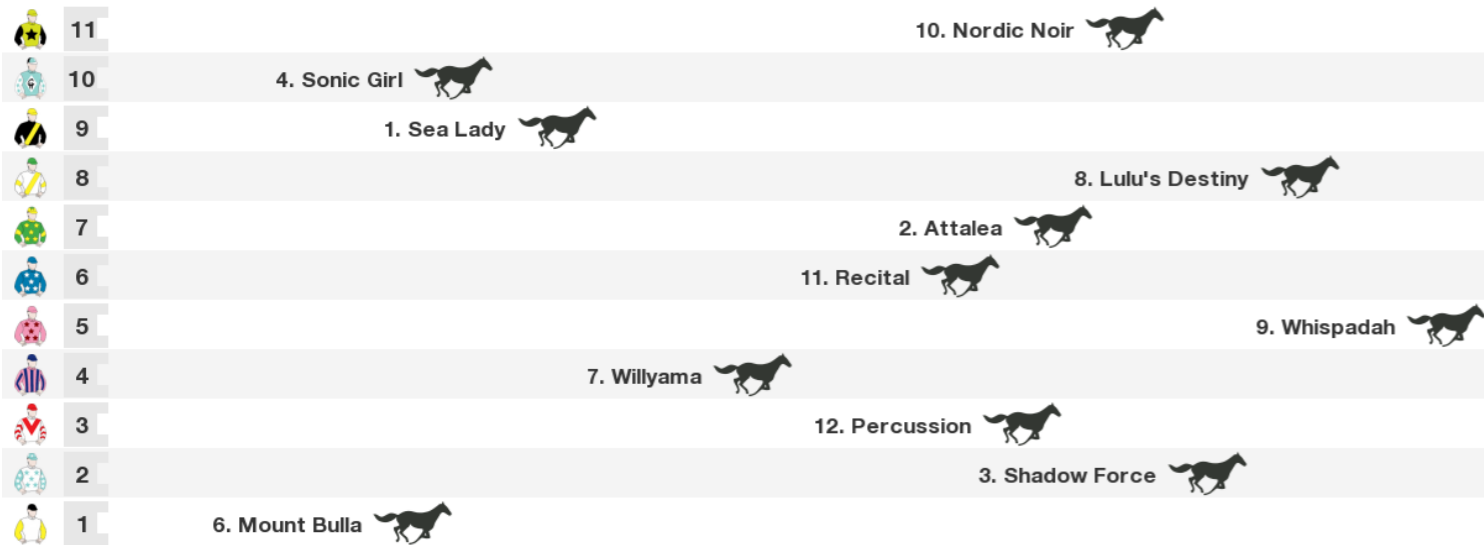 11 10. Nordic Noir
10 4. Sonic Girl
9 1. Sea Lady
8 8. Lulu's Destiny
7 2. Attalea
6 11. Recital
5 9. Whispadah
4 7. Willyama
3 12. Percussion
2 3. Shadow Force
1 6. Mount Bulla